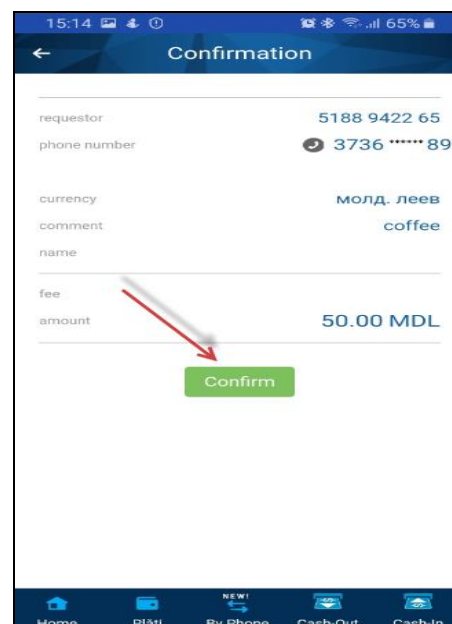 15:14 65%
Confirmation
requestor 5188 9422 65
phone number 3736 ****** 89
currency молд. леев
comment coffee
name
fee
amount 50.00 MDL
Confirm
NEW!
Home Plăți By Phone Cash-Out Cash-In